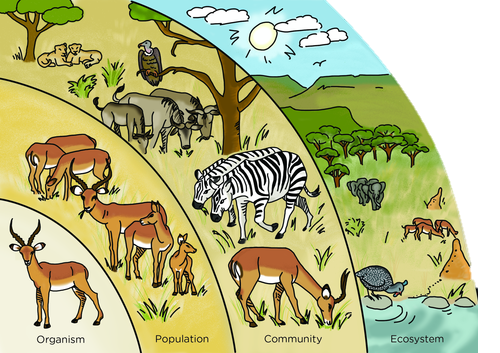 Organism
Population
Community
Ecosystem